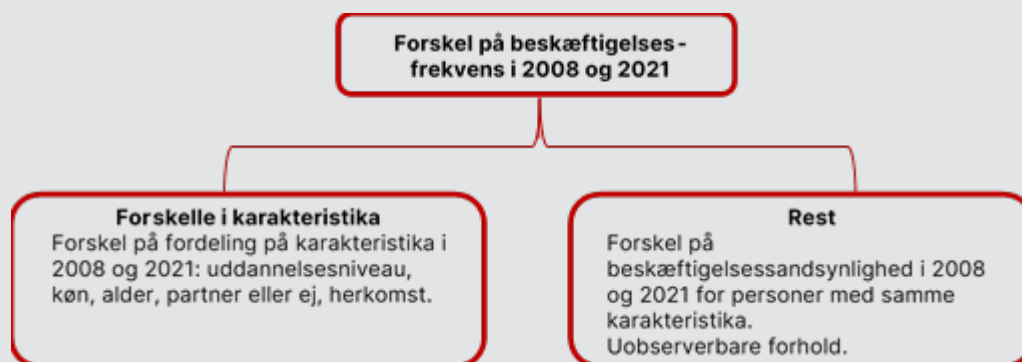 Forskel på beskæftigelses-
frekvens i 2008 og 2021
Forskelle i karakteristika
Forskel på fordeling på karakteristika i
2008 og 2021: uddannelsesniveau,
køn, alder, partner eller ej, herkomst.
Rest
Forskel på
beskæftigelsessandsynlighed i 2008
og 2021 for personer med samme
karakteristika.
Uobserverbare forhold.